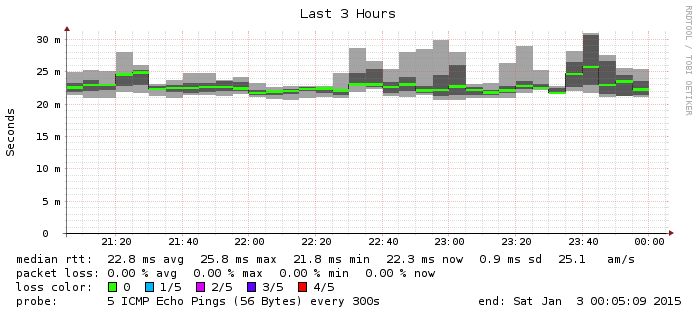 Last 3 Hours
RRDTOOL / TOBI OETIKER
Seconds
30 m
25 m
20 m
15 m
10 m
5 m
0
21:20 21:40 22:00 22:20 22:40 23:00 23:20 23:40 00:00
median rtt: 22.8 ms avg 25.8 ms max 21.8 ms min 22.3 ms now 0.9 ms sd 25.1 am/s
packet loss: 0.00 % avg 0.00 % max 0.00 % min 0.00 % now
loss color: 0 1/5 2/5 3/5 4/5
probe: 5 ICMP Echo Pings (56 Bytes) every 300s end: Sat Jan 3 00:05:09 2015